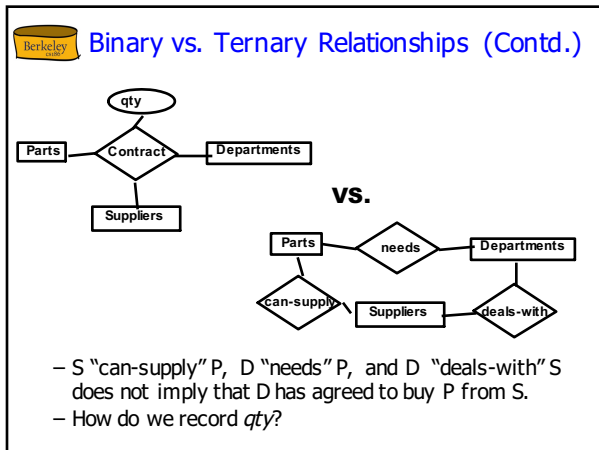 Berkeley
cs186
Binary vs. Ternary Relationships (Contd.)
qty
Parts
Contract
Departments
Suppliers
vs.
Parts
needs
Departments
can-supply
Suppliers
deals-with
– S “can-supply” P, D “needs” P, and D “deals-with” S
does not imply that D has agreed to buy P from S.
– How do we record qty?